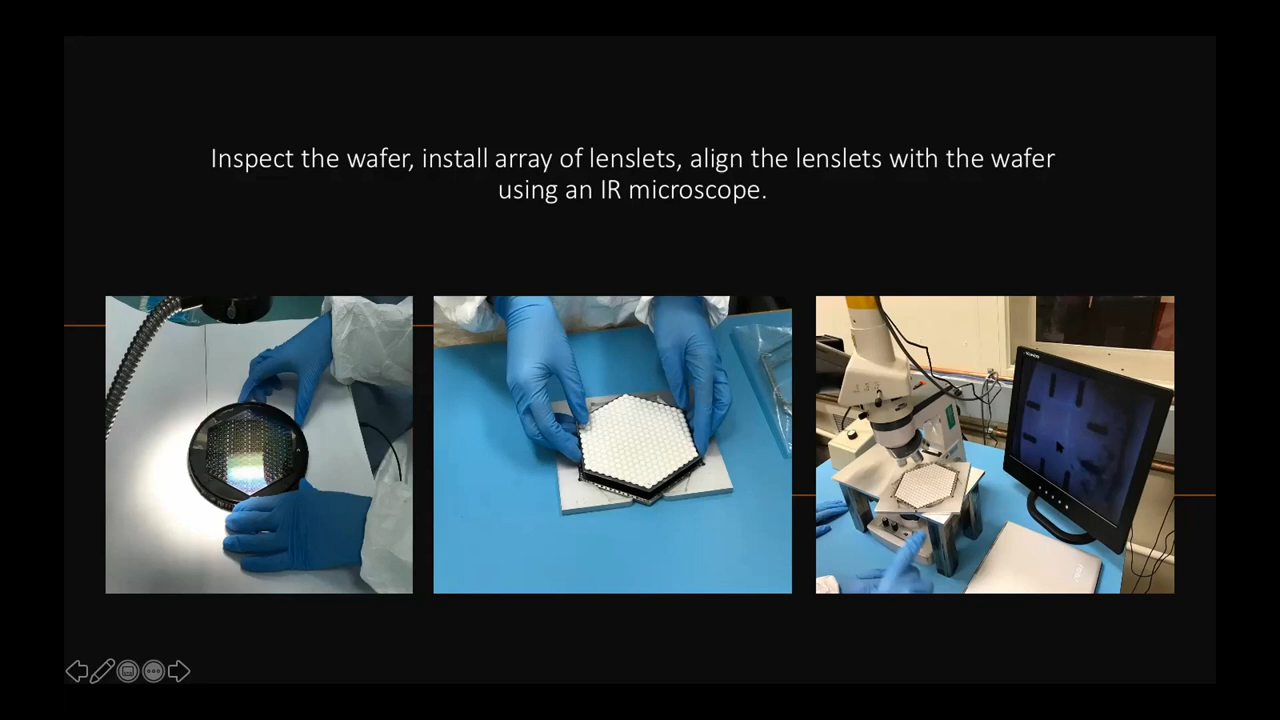 Inspect the wafer, install array of lenslets, align the lenslets with the wafer
using an IR microscope.